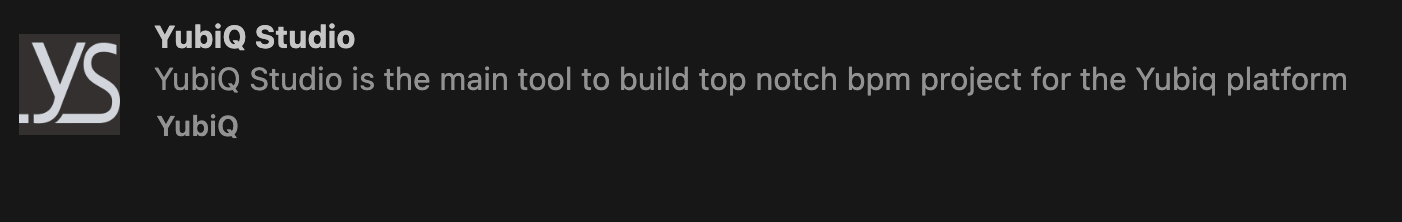 YubiQ Studio
YubiQ Studio is the main tool to build top notch bpm project for the Yubiq platform
YubiQ
.ys